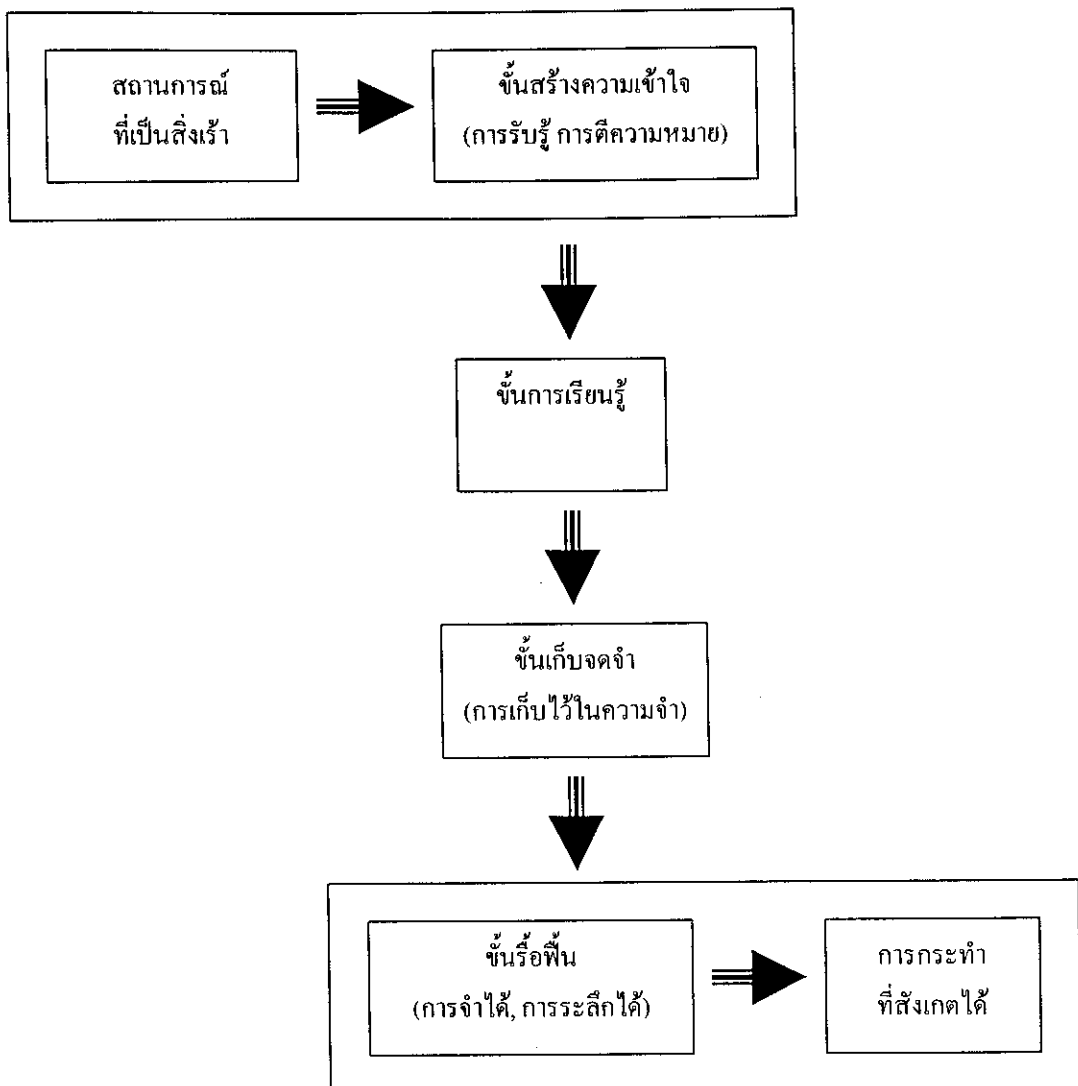 สถานการณ์
ที่เป็นสิ่งเร้า
ขั้นสร้างความเข้าใจ
(การรับรู้ การตีความหมาย)
ขั้นการเรียนรู้
ขั้นเก็บจดจำ
(การเก็บไว้ในความจำ)
ขั้นรื้อฟื้น
(การจำได้, การระลึกได้)
การกระทำ
ที่สังเกตได้